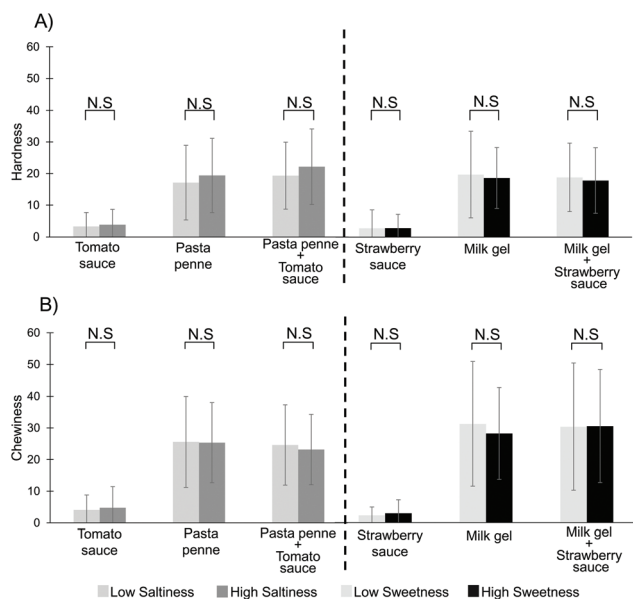 A)
60
50
40
30
20
10
0
Hardness
N.S N.S N.S N.S N.S N.S
Tomato
sauce
Pasta
penne
Pasta penne
+
Tomato
sauce
Strawberry
sauce
Milk gel
Milk gel
+
Strawberry
sauce
B)
60
50
40
30
20
10
0
Chewiness
N.S N.S N.S N.S N.S N.S
Tomato
sauce
Pasta
penne
Pasta penne
+
Tomato
sauce
Strawberry
sauce
Milk gel
Milk gel
+
Strawberry
sauce
Low Saltiness High Saltiness Low Sweetness High Sweetness